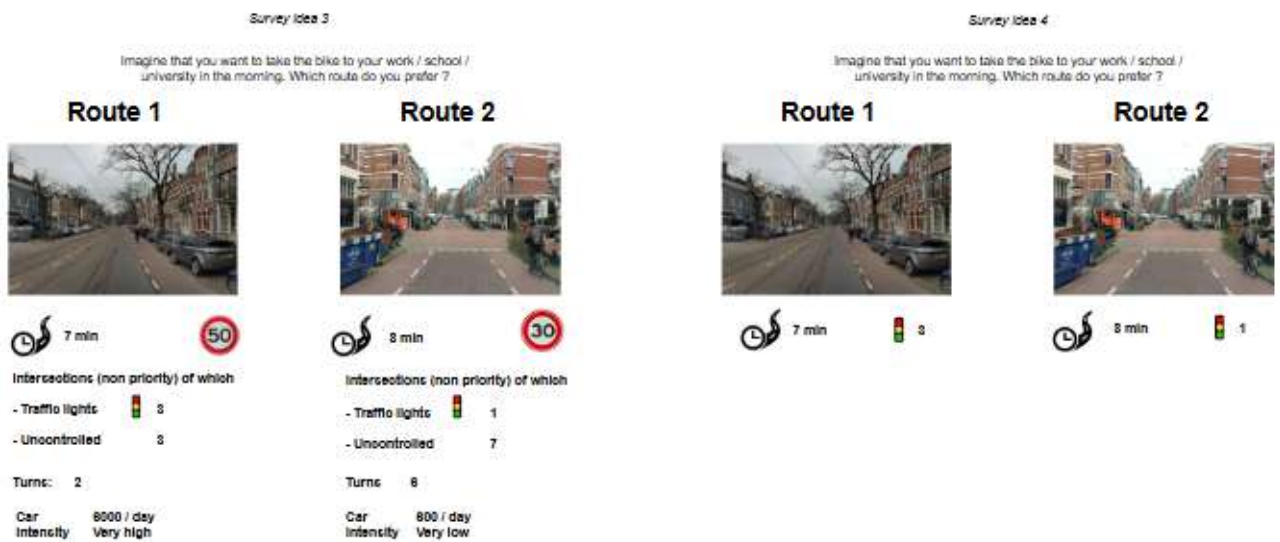 Survey Idea 3
Imagine that you want to take the bike to your work / school /
university in the morning. Which route do you prefer ?
Route 1
Route 2
7 min
50
8 min
30
Intersections (non priority) of which
- Traffic lights 3
- Uncontrolled 3
Turns: 2
Car 6000 / day
Intensity Very high
Intersections (non priority) of which
- Traffic lights 1
- Uncontrolled 7
Turns 6
Car 600 / day
Intensity Very low
Survey Idea 4
Imagine that you want to take the bike to your work / school /
university in the morning. Which route do you prefer ?
Route 1
Route 2
7 min
3
8 min
1